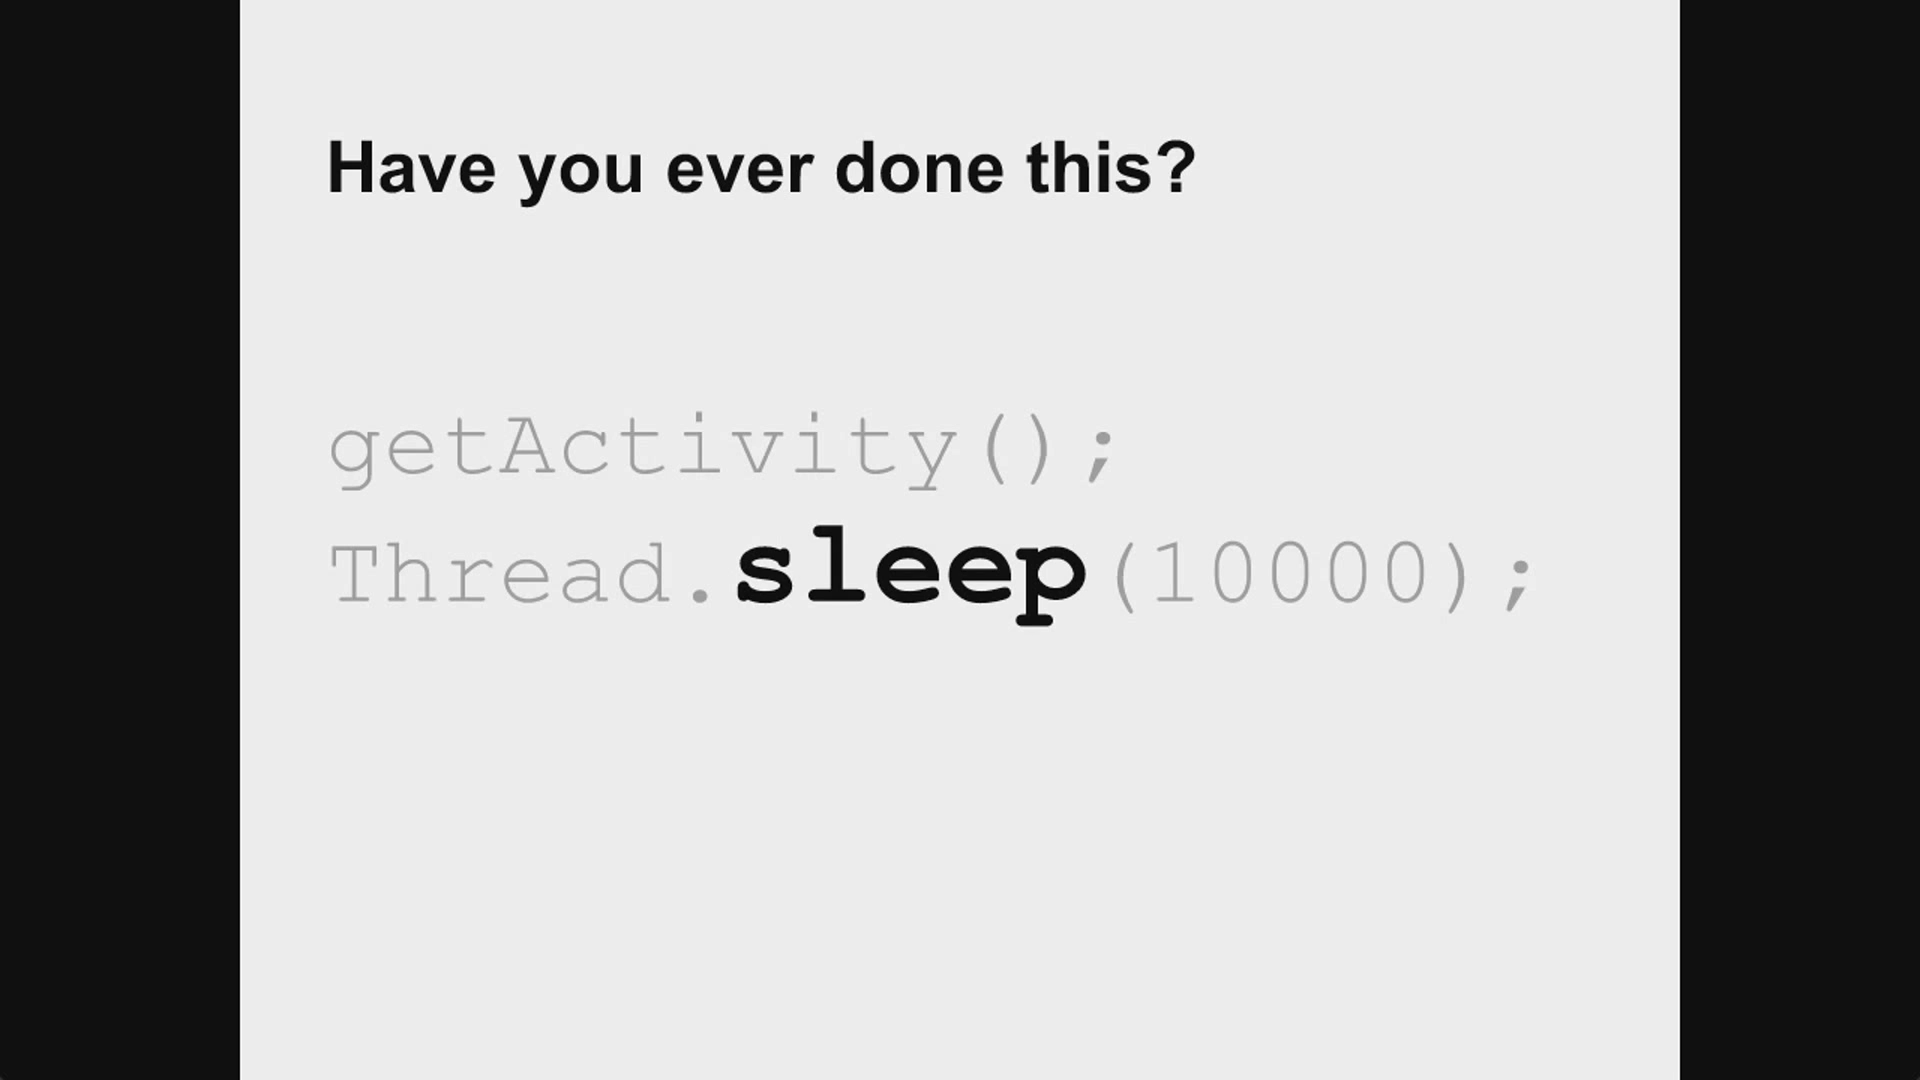 Have you ever done this?
getActivity();
Thread.sleep(10000);